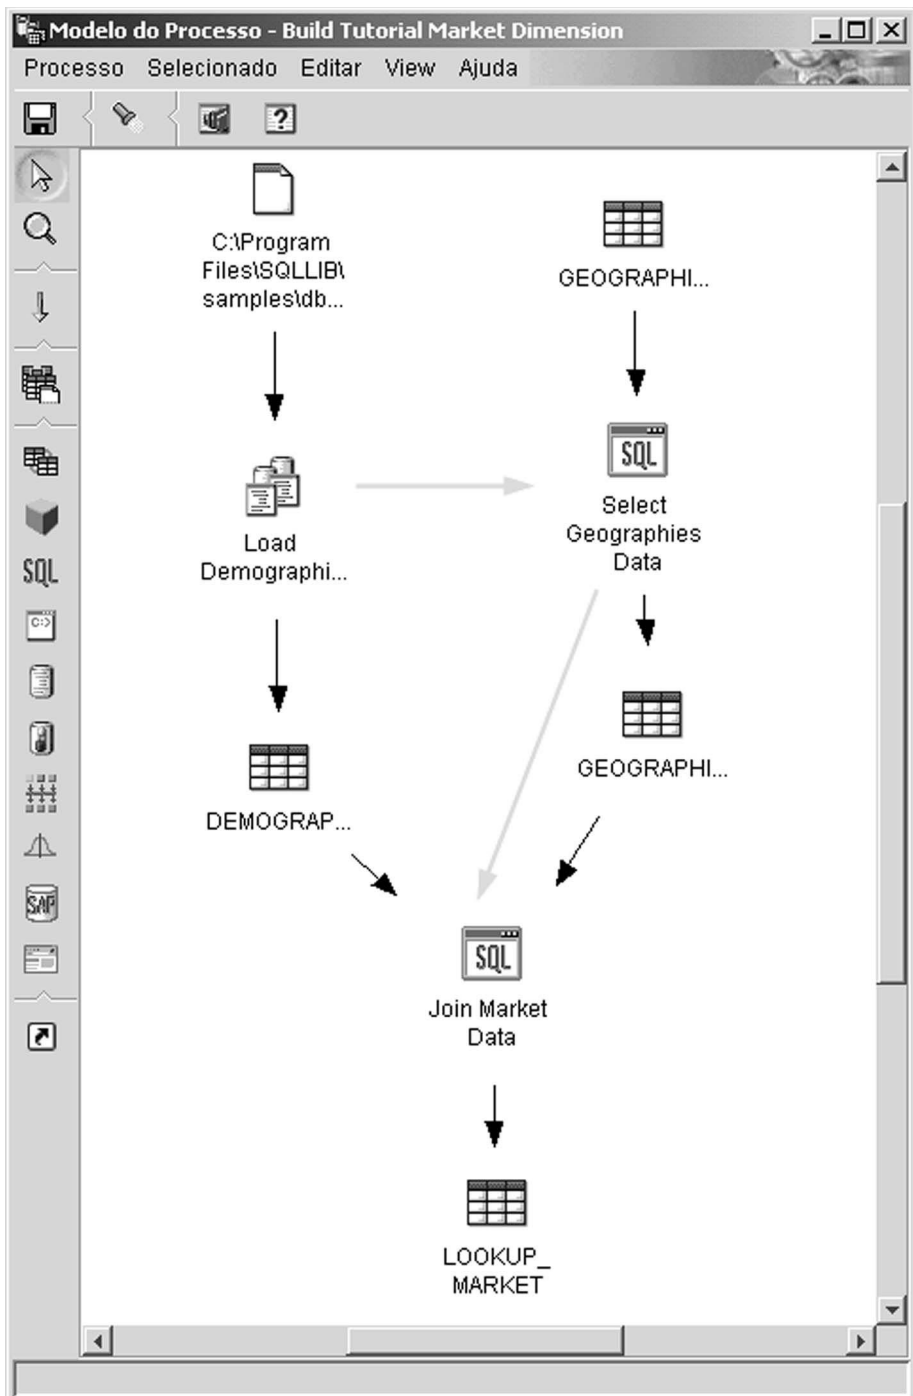 Modelo do Processo - Build Tutorial Market Dimension
Processo Selecionado Editar View Ajuda
C:\Program
Files\SQLLIB\
samples\db...
GEOGRAPHI...
SQL
Select
Geographies
Data
Load
Demographi...
SQL
C:>
GEOGRAPHI...
DEMOGRAP...
SAP
SQL
Join Market
Data
LOOKUP_
MARKET